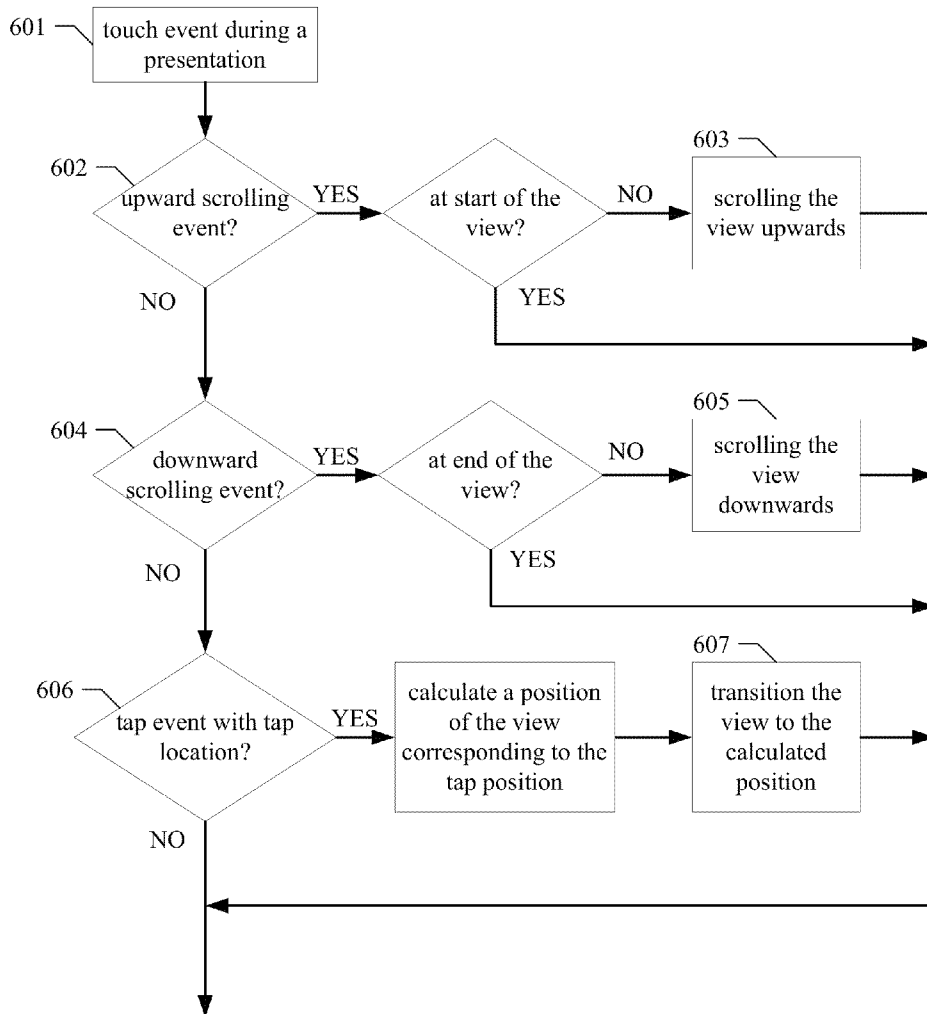 601
touch event during a
presentation
602
upward scrolling
event?
YES
at start of the
view?
NO
603
scrolling the
view upwards
NO
YES
604
downward
scrolling event?
YES
at end of the
view?
NO
605
scrolling the
view
downwards
NO
YES
606
tap event with tap
location?
YES
calculate a position
of the view
corresponding to the
tap position
607
transition the
view to the
calculated
position
NO